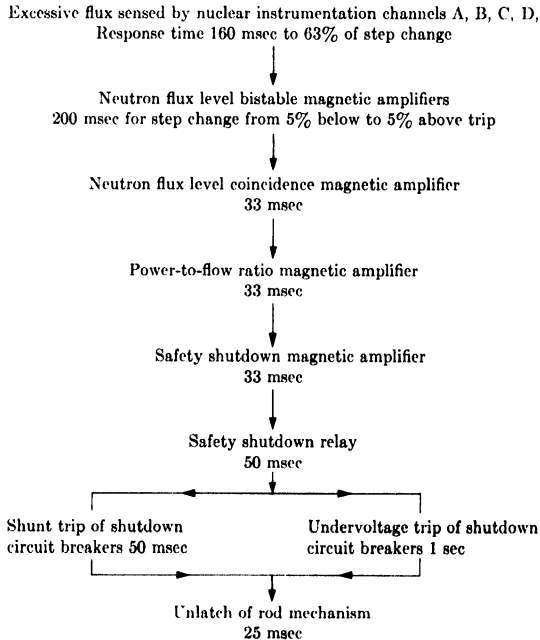 Excessive flux sensed by nuclear instrumentation channels A, B, C, D,
Response time 160 msec to 63% of step change
Neutron flux level bistable magnetic amplifiers
200 msec for step change from 5% below to 5% above trip
Neutron flux level coincidence magnetic amplifier
33 msec
Power-to-flow ratio magnetic amplifier
33 msec
Safety shutdown magnetic amplifier
33 msec
Safety shutdown relay
50 msec
Shunt trip of shutdown
circuit breakers 50 msec
Undervoltage trip of shutdown
circuit breakers 1 sec
Unlatch of rod mechanism
25 msec